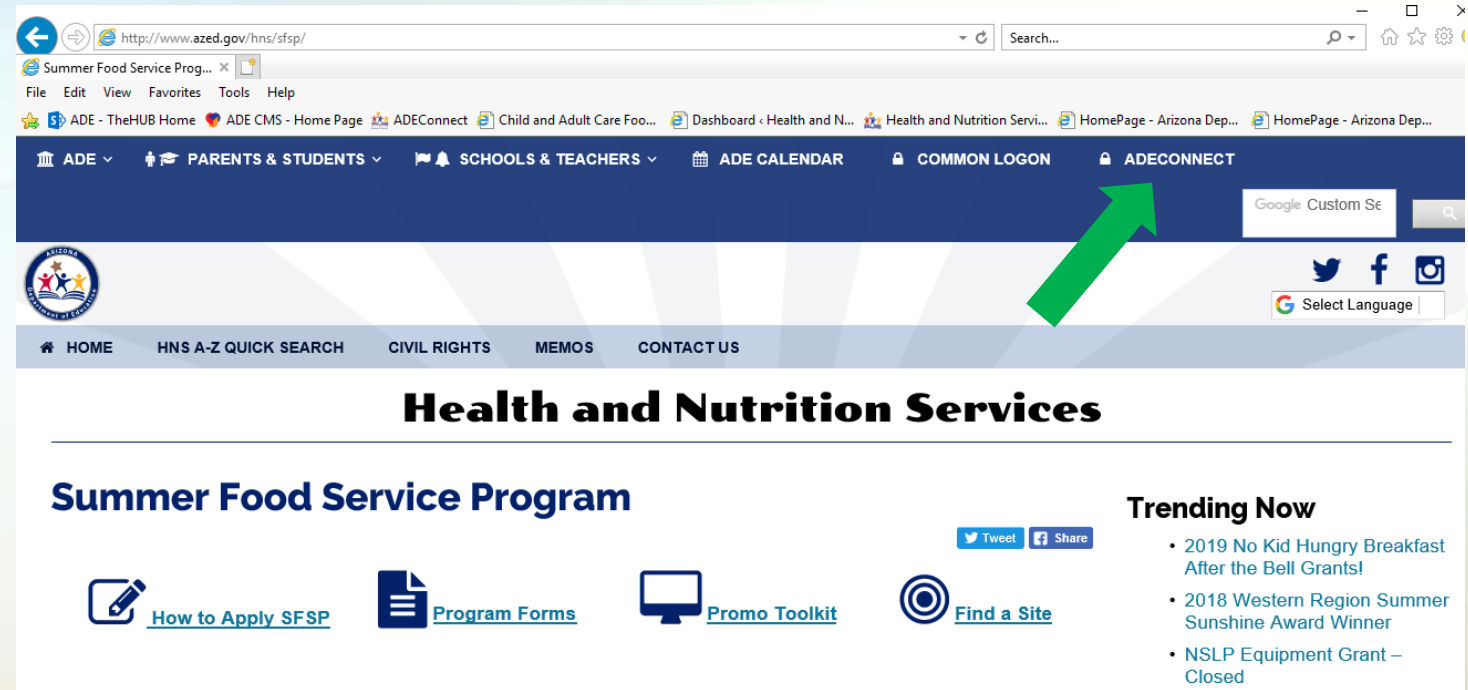 http://www.azed.gov/hns/sfsp/
Search...
Summer Food Service Prog...
File Edit View Favorites Tools Help
ADE - TheHUB Home ADE CMS - Home Page ADEConnect Child and Adult Care Foo... Dashboard ‹ Health and N... Health and Nutrition Servi... HomePage - Arizona Dep... HomePage - Arizona Dep...
ADE PARENTS & STUDENTS SCHOOLS & TEACHERS ADE CALENDAR COMMON LOGON ADECONNECT
Google Custom Se
ARIZONA
Department of Education
Select Language
HOME HNS A-Z QUICK SEARCH CIVIL RIGHTS MEMOS CONTACT US
Health and Nutrition Services
Summer Food Service Program
Tweet Share
How to Apply SFSP Program Forms Promo Toolkit Find a Site
Trending Now
• 2019 No Kid Hungry Breakfast
After the Bell Grants!
• 2018 Western Region Summer
Sunshine Award Winner
• NSLP Equipment Grant –
Closed